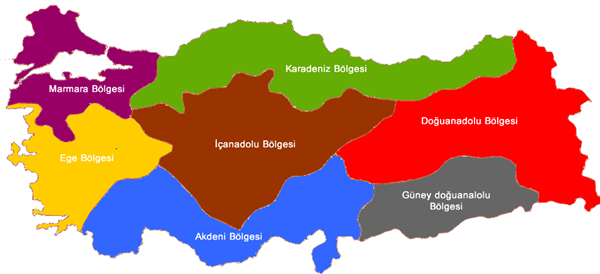 Karadeniz Bölgesi
Marmara Bölgesi
Doğuanadolu Bölgesi
İçanadolu Bölgesi
Ege Bölgesi
Güney doğuanalolu
Bölgesi
Akdeni Bölgesi